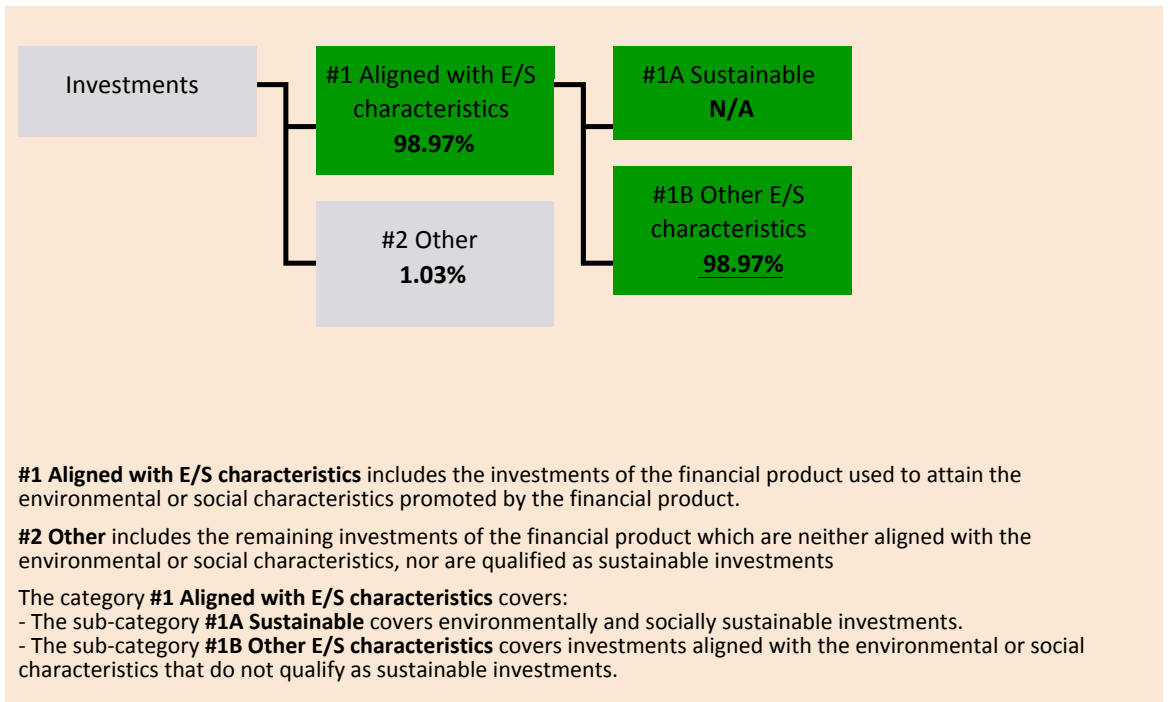 Investments
#1 Aligned with E/S
characteristics
98.97%
#2 Other
1.03%
#1A Sustainable
N/A
#1B Other E/S
characteristics
98.97%
#1 Aligned with E/S characteristics includes the investments of the financial product used to attain the
environmental or social characteristics promoted by the financial product.
#2 Other includes the remaining investments of the financial product which are neither aligned with the
environmental or social characteristics, nor are qualified as sustainable investments
The category #1 Aligned with E/S characteristics covers:
- The sub-category #1A Sustainable covers environmentally and socially sustainable investments.
- The sub-category #1B Other E/S characteristics covers investments aligned with the environmental or social
characteristics that do not qualify as sustainable investments.